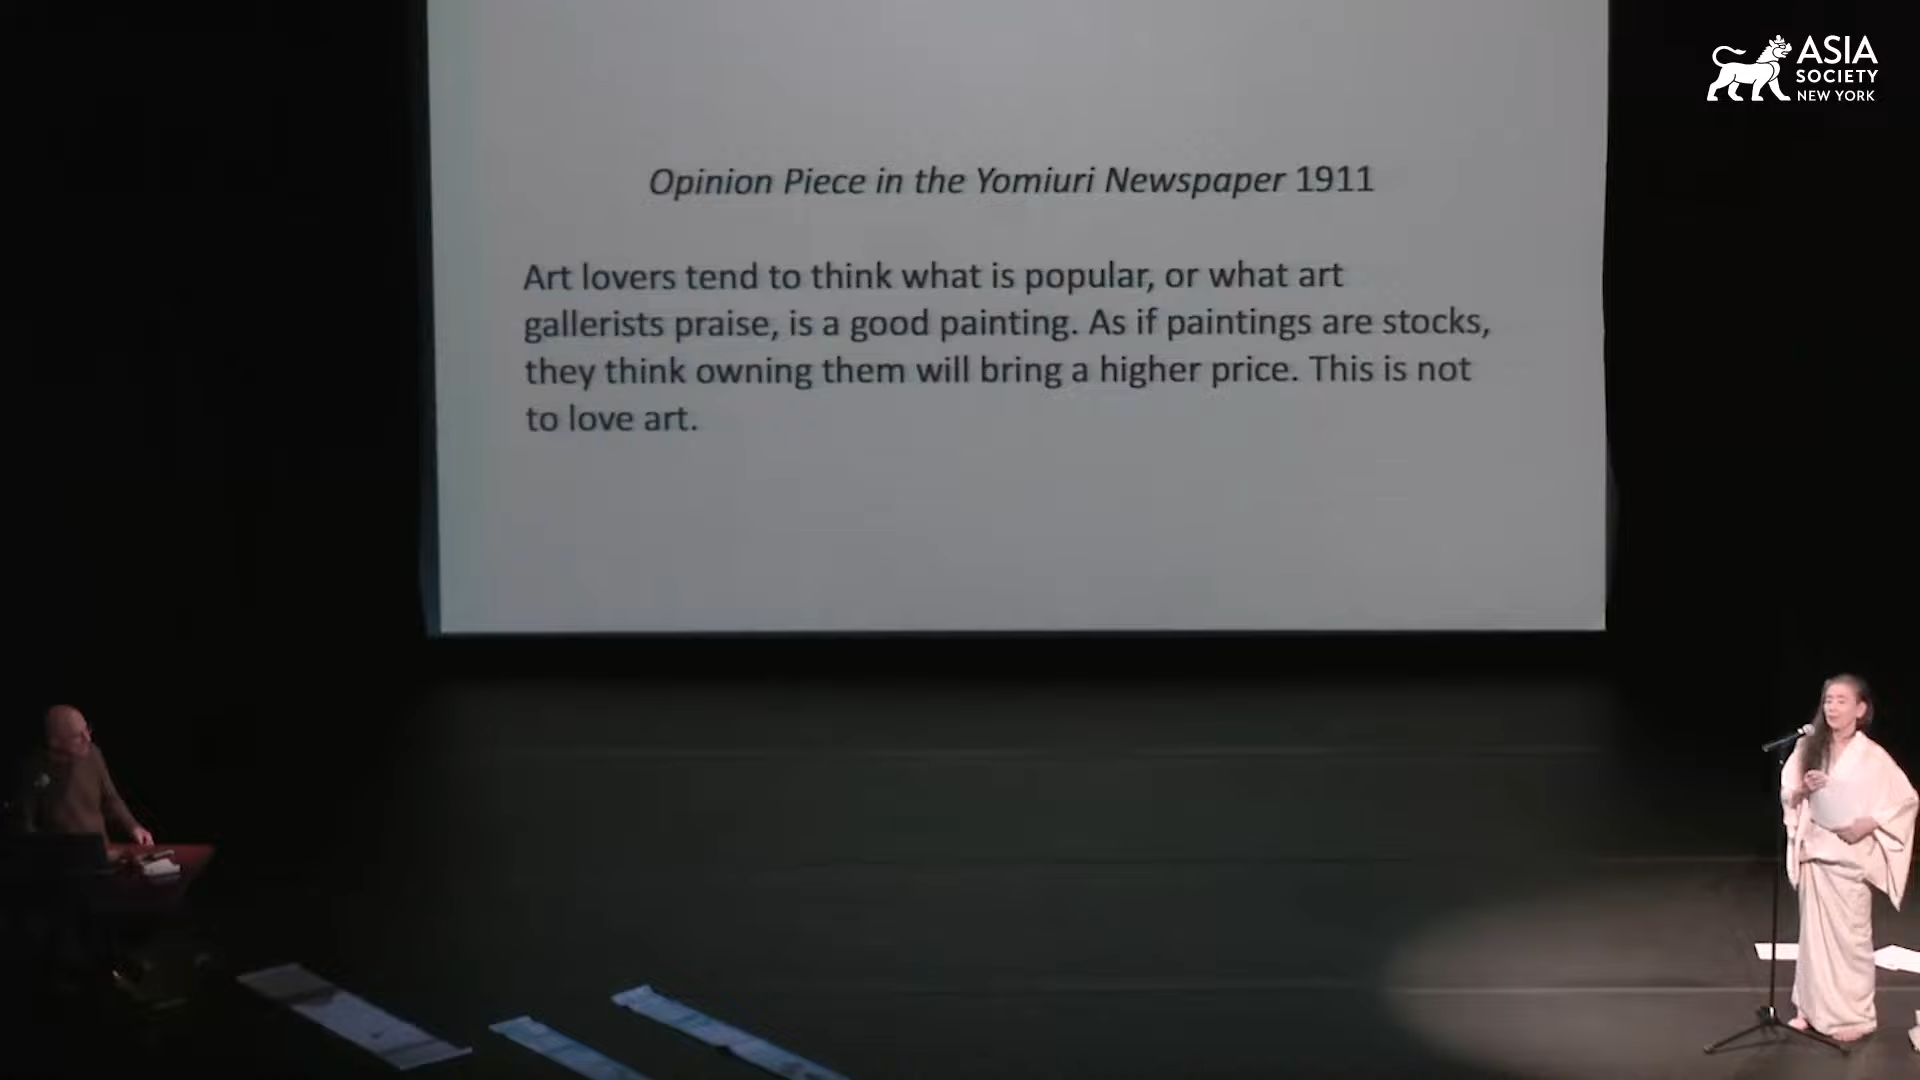 ASIA
SOCIETY
NEW YORK
Opinion Piece in the Yomiuri Newspaper 1911
Art lovers tend to think what is popular, or what art
gallerists praise, is a good painting. As if paintings are stocks,
they think owning them will bring a higher price. This is not
to love art.